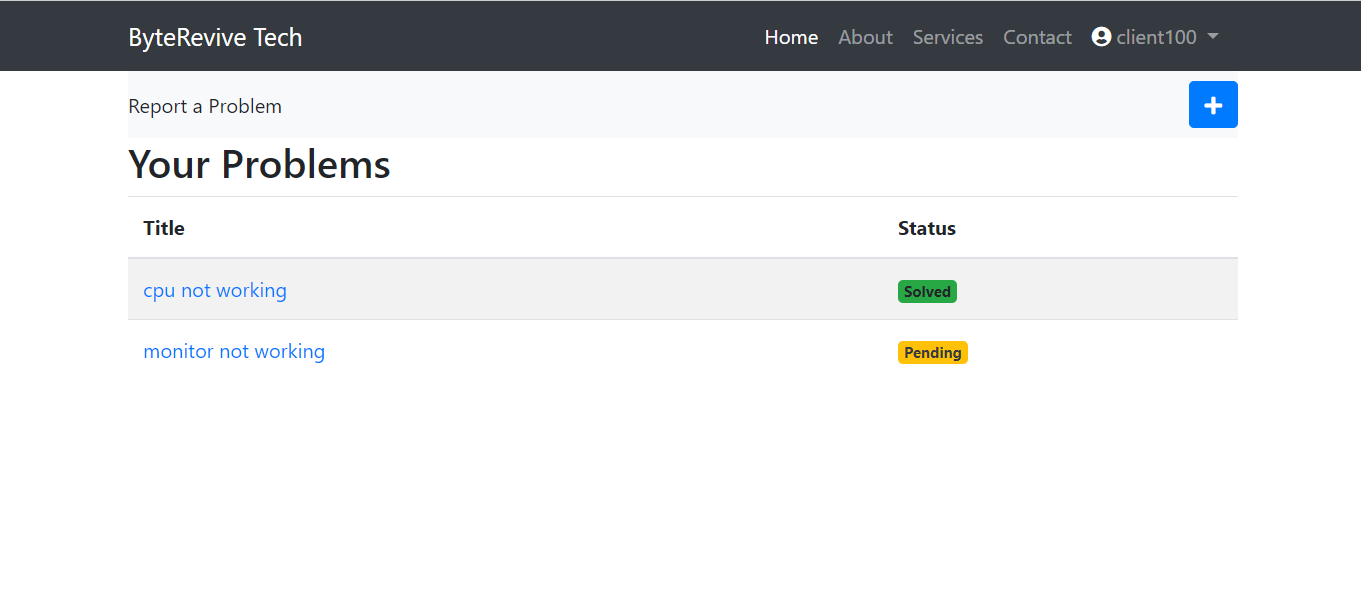 ByteRevive Tech Home About Services Contact client100
Report a Problem
Your Problems
Title Status
cpu not working Solved
monitor not working Pending